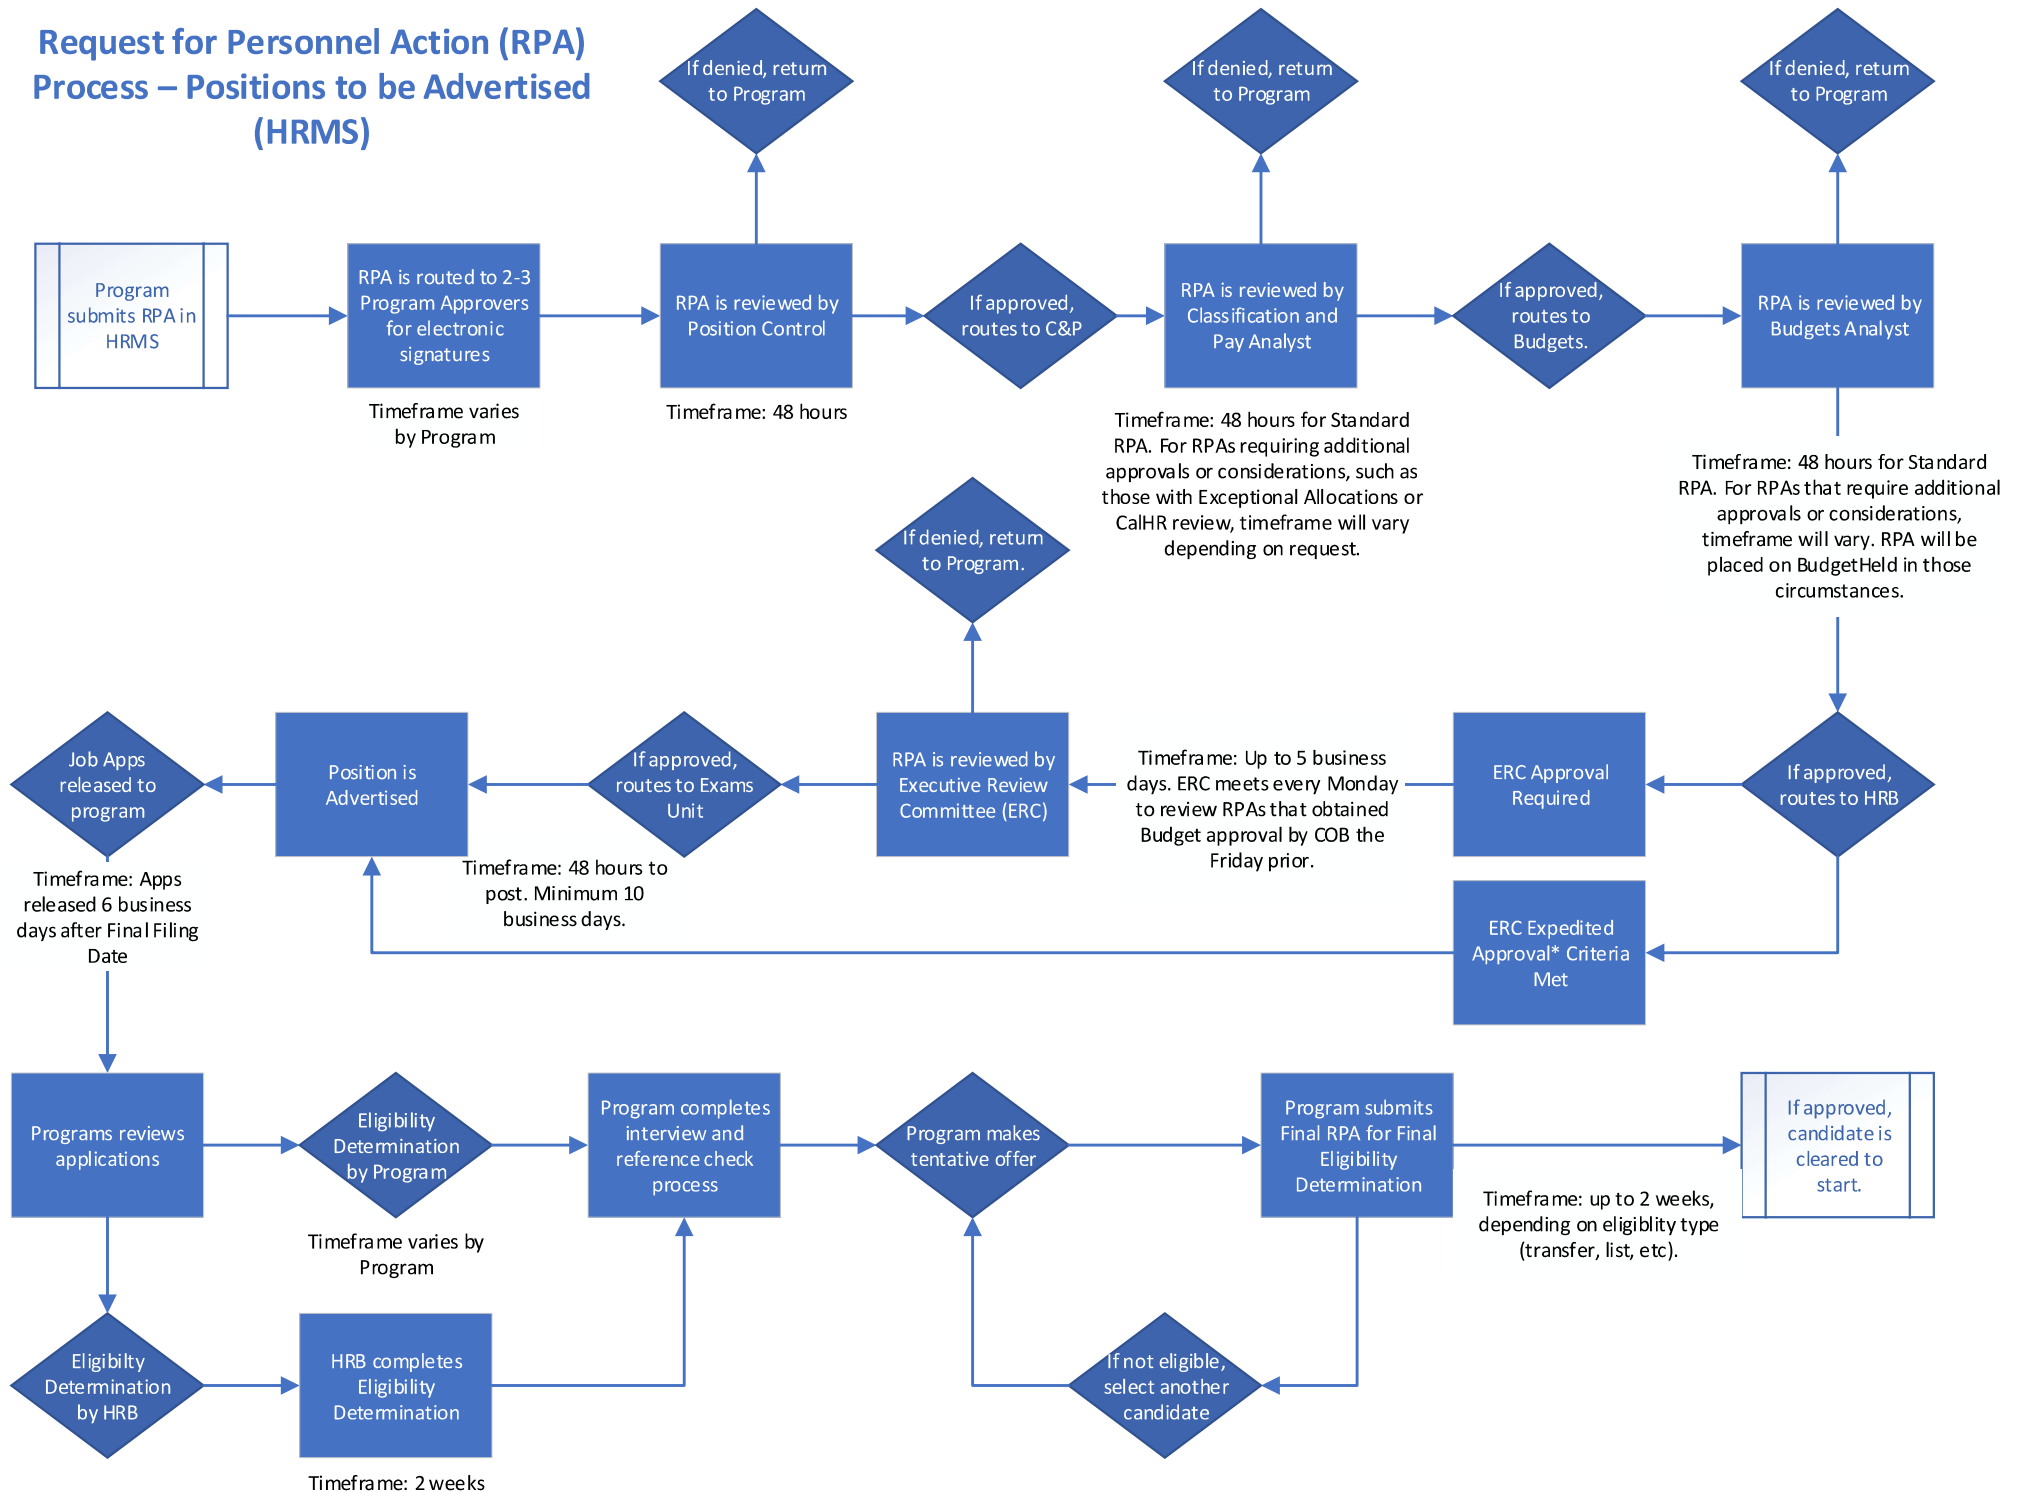 Request for Personnel Action (RPA)
Process – Positions to be Advertised
(HRMS)
If denied, return
to Program
If denied, return
to Program
If denied, return
to Program
Program
submits RPA in
HRMS
RPA is routed to 2-3
Program Approvers
for electronic
signatures
Timeframe varies
by Program
RPA is reviewed by
Position Control
Timeframe: 48 hours
If approved,
routes to C&P
RPA is reviewed by
Classification and
Pay Analyst
Timeframe: 48 hours for Standard
RPA. For RPAs requiring additional
approvals or considerations, such as
those with Exceptional Allocations or
CalHR review, timeframe will vary
depending on request.
If approved,
routes to
Budgets.
RPA is reviewed by
Budgets Analyst
Timeframe: 48 hours for Standard
RPA. For RPAs that require additional
approvals or considerations,
timeframe will vary. RPA will be
placed on BudgetHeld in those
circumstances.
If approved,
routes to HRB
ERC Approval
Required
ERC Expedited
Approval* Criteria
Met
Timeframe: Up to 5 business
days. ERC meets every Monday
to review RPAs that obtained
Budget approval by COB the
Friday prior.
RPA is reviewed by
Executive Review
Committee (ERC)
If denied, return
to Program.
If approved,
routes to Exams
Unit
Timeframe: 48 hours to
post. Minimum 10
business days.
Position is
Advertised
Job Apps
released to
program
Timeframe: Apps
released 6 business
days after Final Filing
Date
Programs reviews
applications
Eligibility
Determination
by Program
Timeframe varies by
Program
Eligibilty
Determination
by HRB
HRB completes
Eligibility
Determination
Timeframe: 2 weeks
Program completes
interview and
reference check
process
Program makes
tentative offer
Program submits
Final RPA for Final
Eligibility
Determination
If not eligible,
select another
candidate
Timeframe: up to 2 weeks,
depending on eligiblity type
(transfer, list, etc).
If approved,
candidate is
cleared to
start.